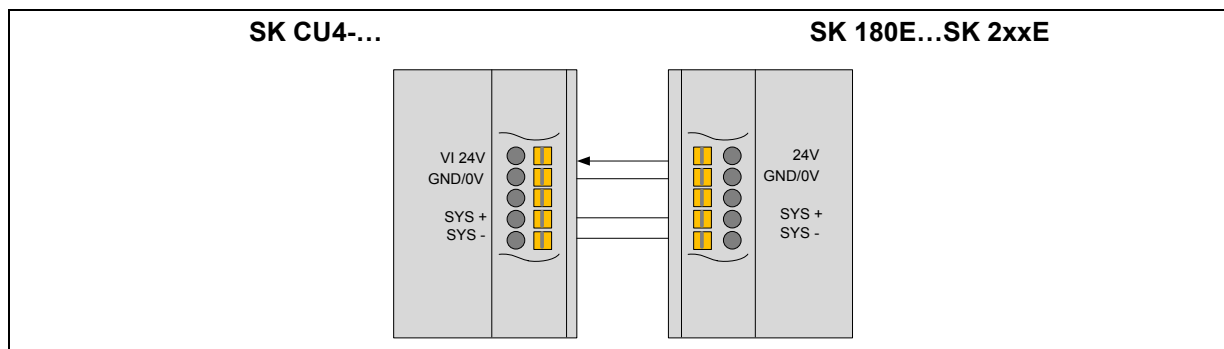 SK CU4-… SK 180E…SK 2xxE
VI 24V 24V
GND/0V GND/0V
SYS + SYS +
SYS - SYS -